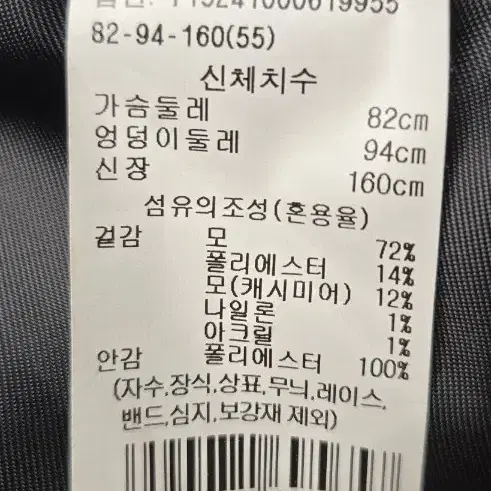 82-94-160(55)
신체치수
가슴둘레 82cm
엉덩이둘레 94cm
신장 160cm
섬유의조성(혼용율)
겉감 모 72%
폴리에스터 14%
모(캐시미어) 12%
나일론 1%
아크릴 1%
안감 폴리에스터 100%
(자수,장식,상표,무늬,레이스,
밴드,심지,보강재 제외)